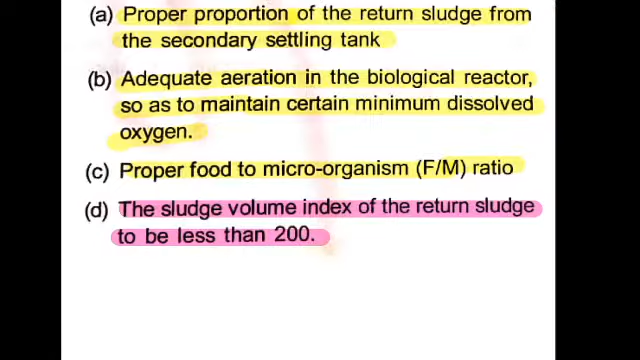 (a) Proper proportion of the return sludge from
the secondary settling tank
(b) Adequate aeration in the biological reactor,
so as to maintain certain minimum dissolved
oxygen.
(c) Proper food to micro-organism (F/M) ratio
(d) The sludge volume index of the return sludge
to be less than 200.